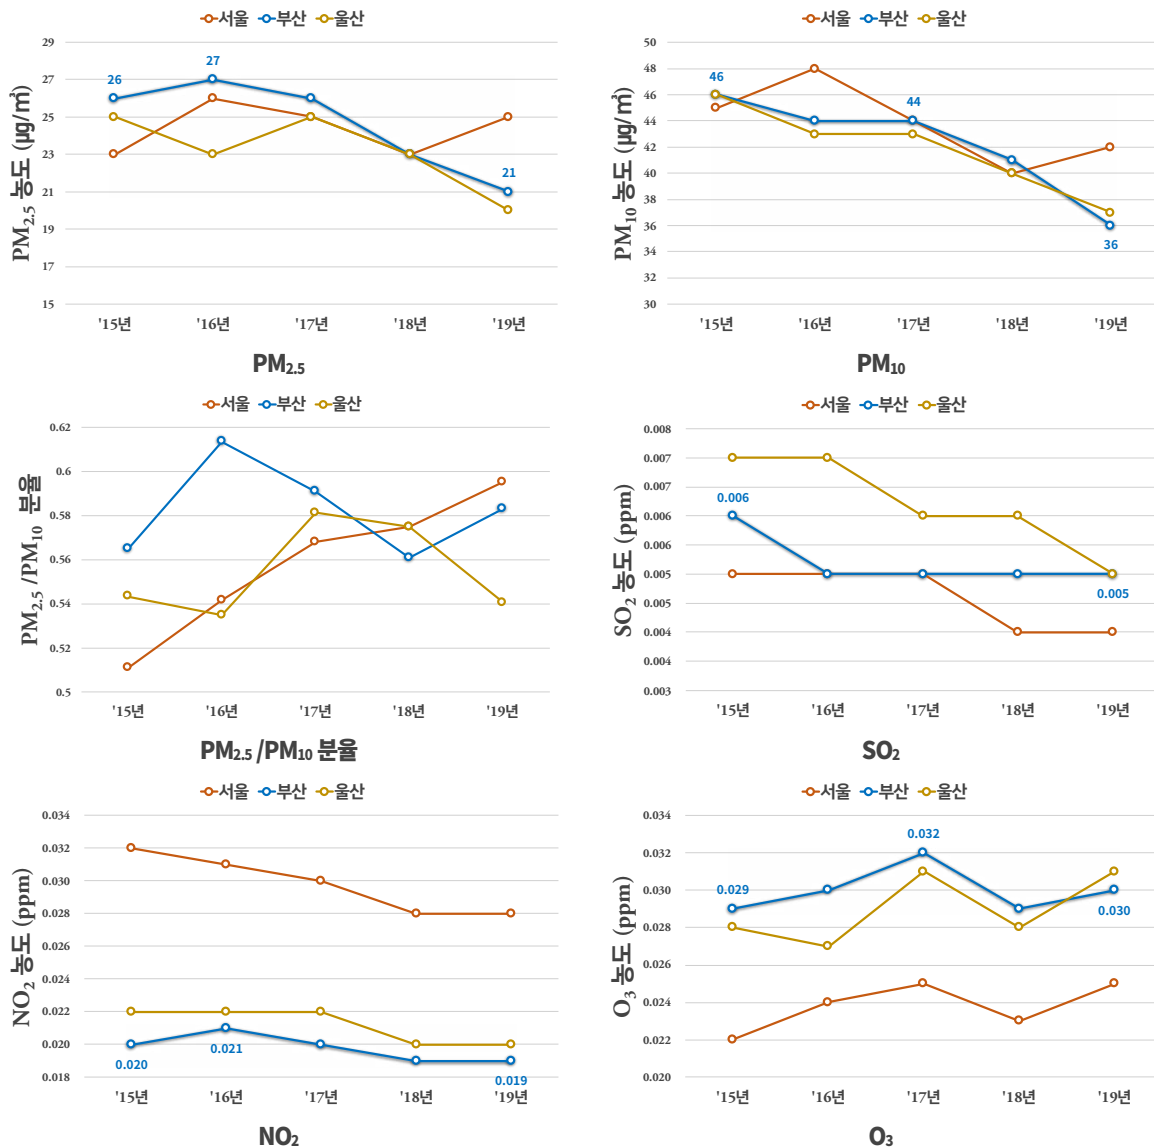 서울 부산 울산
PM2.5 농도 (µg/㎥)
29
27
25
23
21
19
17
15
26
27
21
'15년 '16년 '17년 '18년 '19년
PM2.5
서울 부산 울산
PM10 농도 (µg/㎥)
50
48
46
44
42
40
38
36
34
32
30
46
44
36
'15년 '16년 '17년 '18년 '19년
PM10
서울 부산 울산
PM2.5 /PM10 분율
0.62
0.6
0.58
0.56
0.54
0.52
0.5
'15년 '16년 '17년 '18년 '19년
PM2.5 /PM10 분율
서울 부산 울산
SO2 농도 (ppm)
0.008
0.007
0.007
0.006
0.006
0.005
0.005
0.004
0.004
0.003
0.006
0.005
'15년 '16년 '17년 '18년 '19년
SO2
서울 부산 울산
NO2 농도 (ppm)
0.034
0.032
0.030
0.028
0.026
0.024
0.022
0.020
0.018
0.020
0.021
0.019
'15년 '16년 '17년 '18년 '19년
NO2
서울 부산 울산
O3 농도 (ppm)
0.034
0.032
0.030
0.028
0.026
0.024
0.022
0.020
0.029
0.032
0.030
'15년 '16년 '17년 '18년 '19년
O3